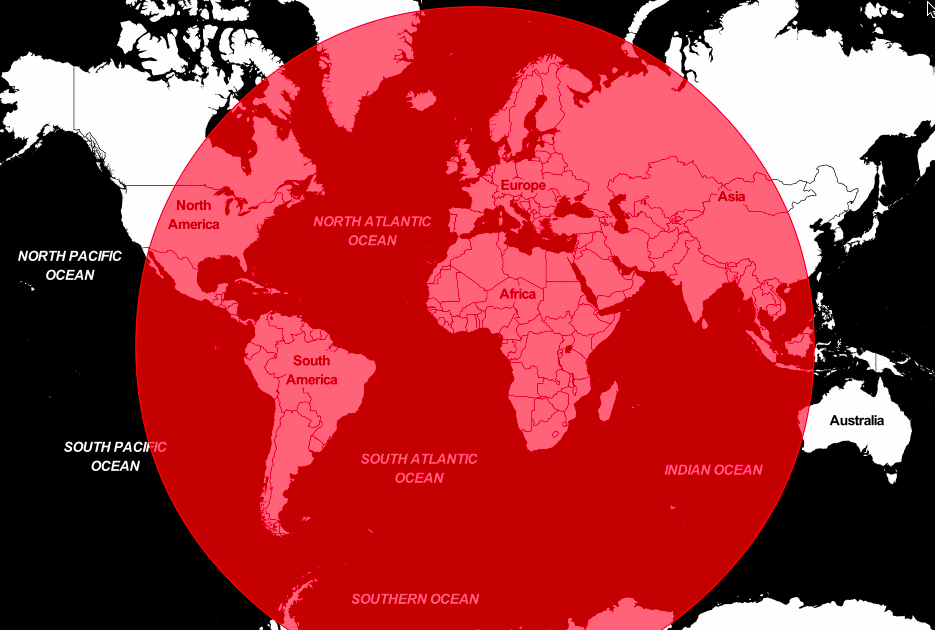 North
America
Europe
Asia
NORTH ATLANTIC
OCEAN
NORTH PACIFIC
OCEAN
Africa
South
America
Australia
SOUTH PACIFIC
OCEAN
SOUTH ATLANTIC
OCEAN
INDIAN OCEAN
SOUTHERN OCEAN